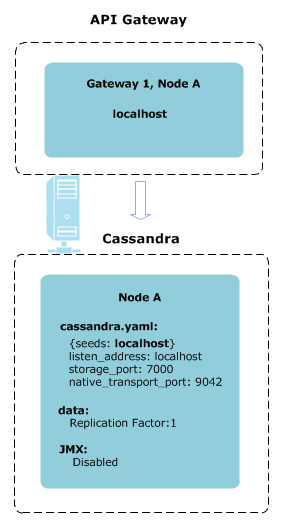 API Gateway
Gateway 1, Node A
localhost
Cassandra
Node A
cassandra.yaml:
{seeds: localhost}
listen_address: localhost
storage_port: 7000
native_transport_port: 9042
data:
Replication Factor:1
JMX:
Disabled